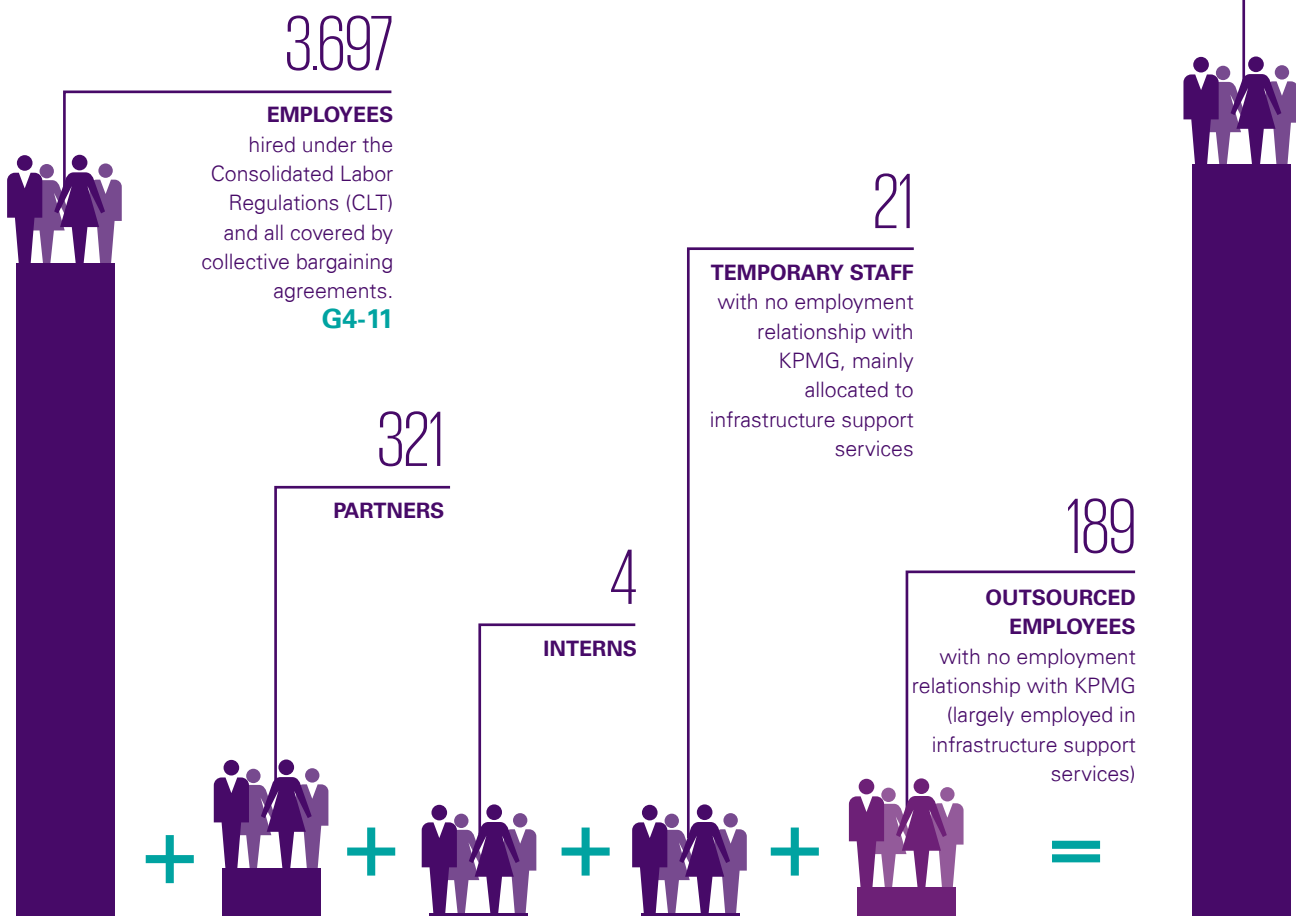 3.697
EMPLOYEES
hired under the
Consolidated Labor
Regulations (CLT)
and all covered by
collective bargaining
agreements.
G4-11
321
PARTNERS
4
INTERNS
21
TEMPORARY STAFF
with no employment
relationship with
KPMG, mainly
allocated to
infrastructure support
services
189
OUTSOURCED
EMPLOYEES
with no employment
relationship with KPMG
(largely employed in
infrastructure support
services)
+ + + + =